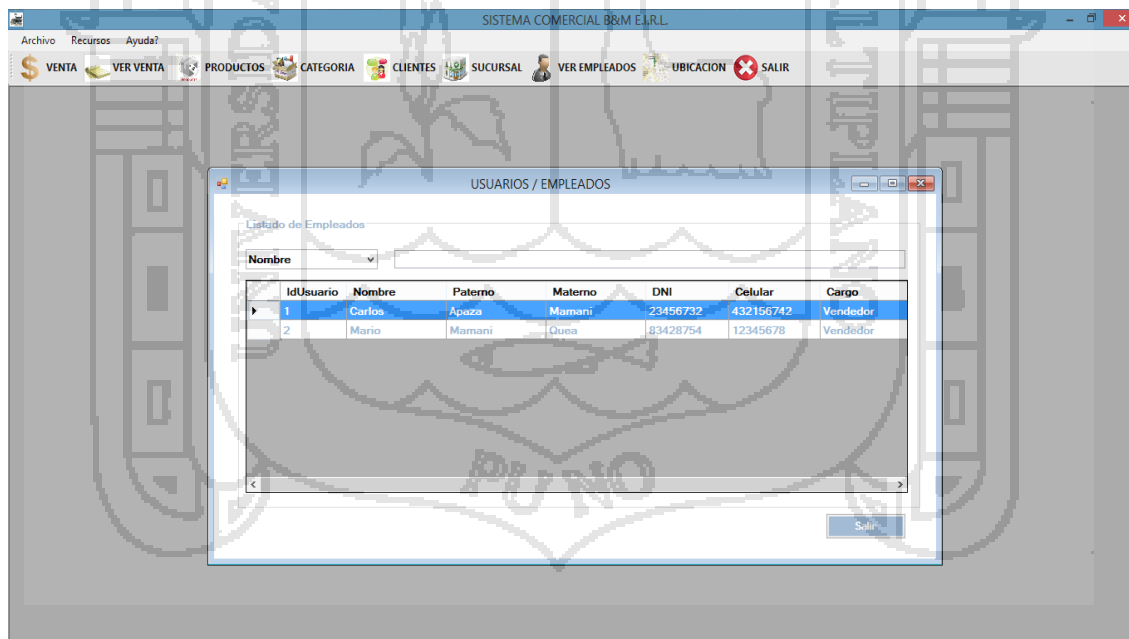 SISTEMA COMERCIAL B&M E.I.R.L.
Archivo Recursos Ayuda?
VENTA VER VENTA PRODUCTOS CATEGORIA CLIENTES SUCURSAL VER EMPLEADOS UBICACION SALIR
USUARIOS / EMPLEADOS
Listado de Empleados
Nombre
IdUsuario Nombre Paterno Materno DNI Celular Cargo
1 Carlos Apaza Mamani 23456732 432156742 Vendedor
2 Mario Mamani Quea 83428754 12345678 Vendedor
PUNO
Salir